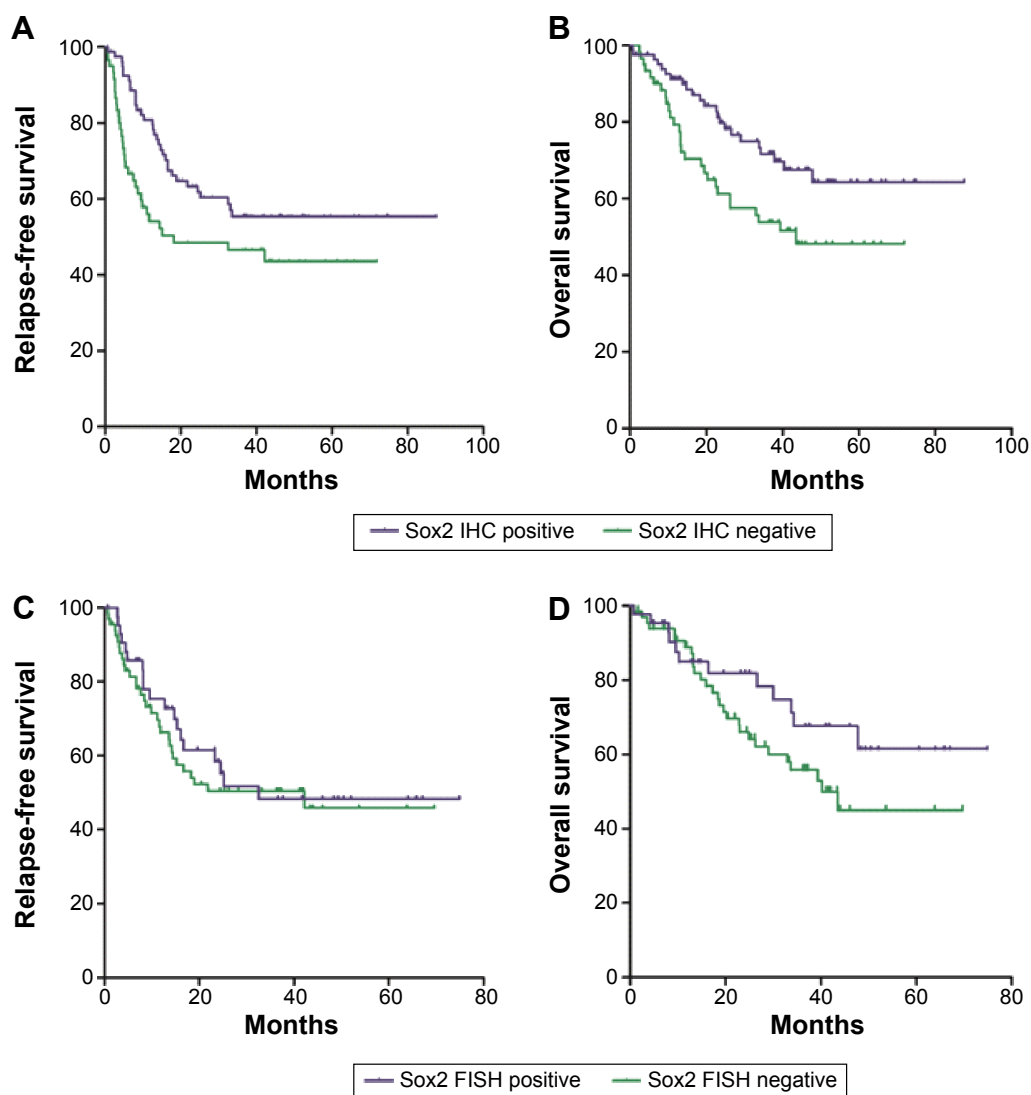 A
Relapse-free survival
100
80
60
40
20
0
0 20 40 60 80 100
Months
B
Overall survival
100
80
60
40
20
0
0 20 40 60 80 100
Months
Sox2 IHC positive Sox2 IHC negative
C
Relapse-free survival
100
80
60
40
20
0
0 20 40 60 80
Months
D
Overall survival
100
80
60
40
20
0
0 20 40 60 80
Months
Sox2 FISH positive Sox2 FISH negative